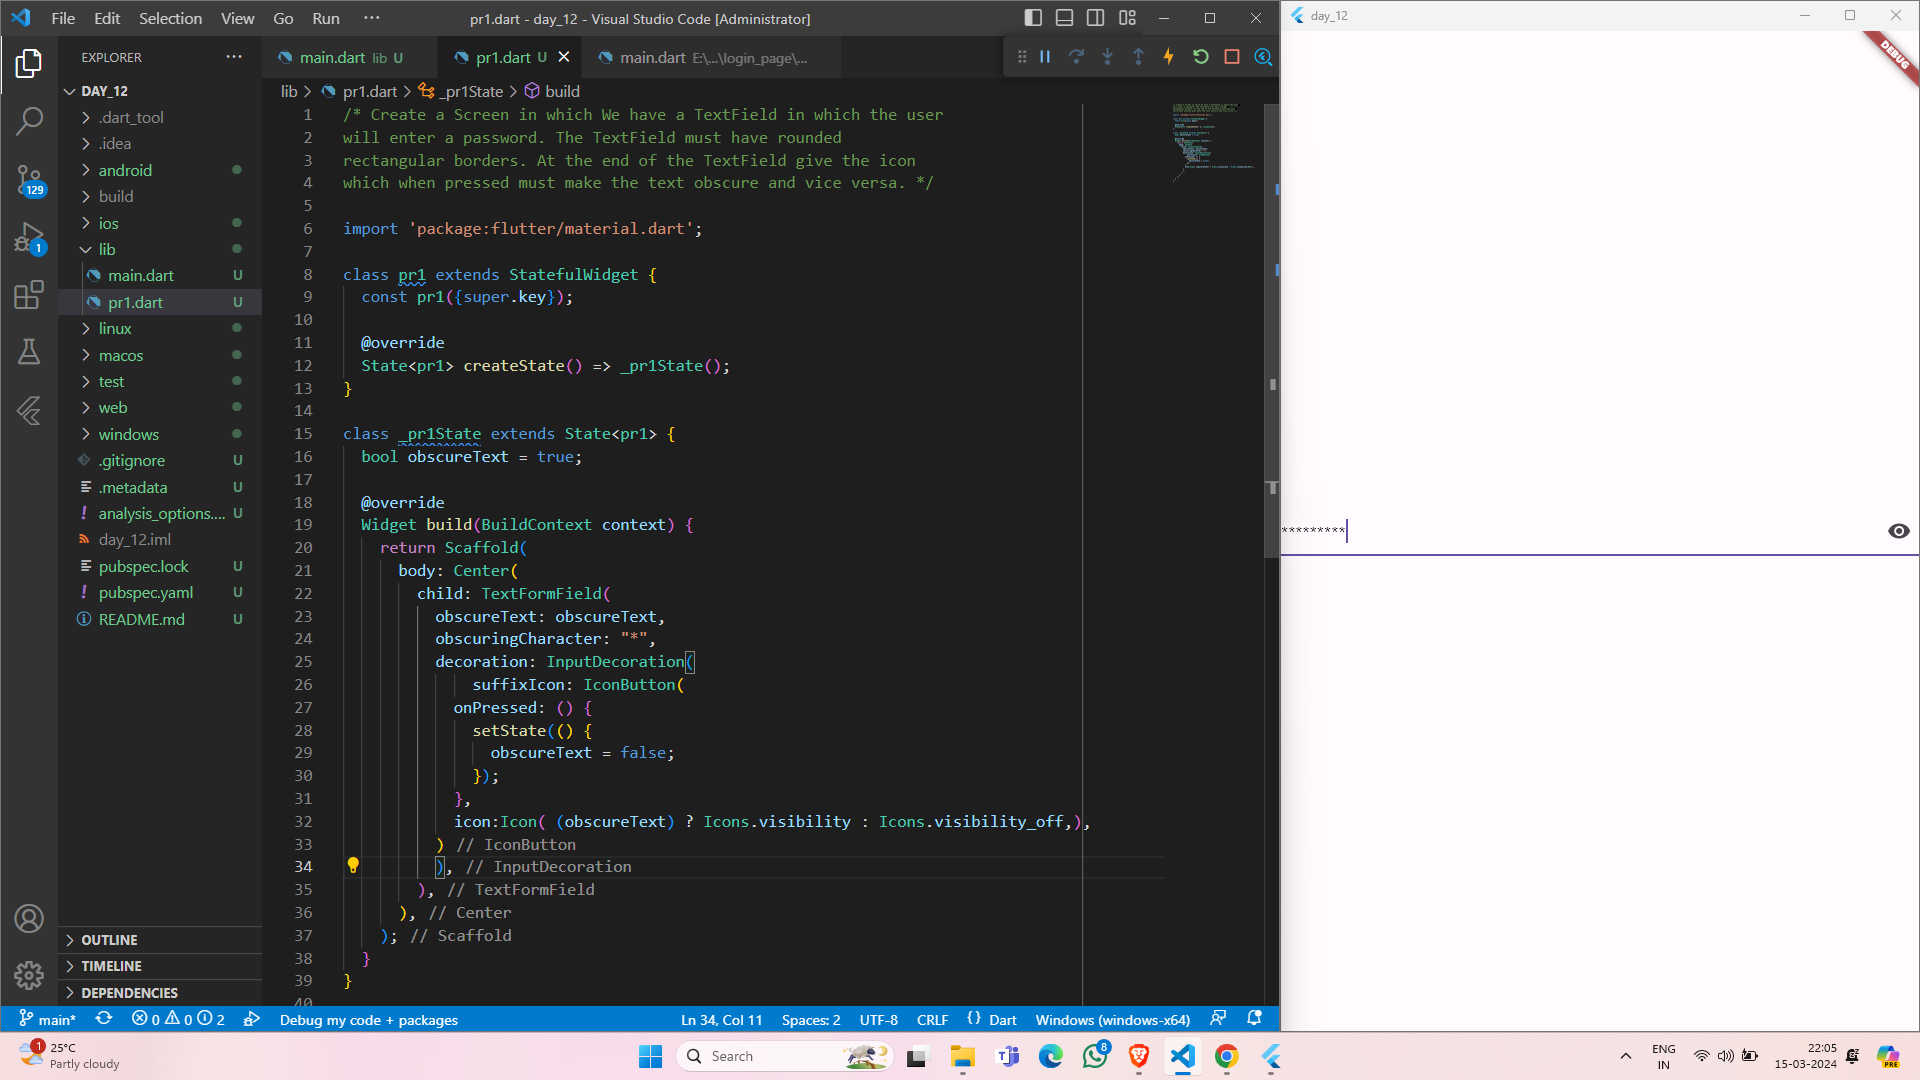 File Edit Selection View Go Run ···
pr1.dart - day_12 - Visual Studio Code [Administrator]
day_12
DEBUG
EXPLORER
main.dart lib U
pr1.dart U
main.dart E:\...\login_page\...
DAY_12
lib > pr1.dart > _pr1State > build
.dart_tool
.idea
android
build
ios
lib
main.dart U
pr1.dart U
linux
macos
test
web
windows
.gitignore U
.metadata U
analysis_options.... U
day_12.iml
pubspec.lock U
pubspec.yaml U
README.md U
129
1
OUTLINE
TIMELINE
DEPENDENCIES
1 /* Create a Screen in which We have a TextField in which the user
2 will enter a password. The TextField must have rounded
3 rectangular borders. At the end of the TextField give the icon
4 which when pressed must make the text obscure and vice versa. */
5
6 import 'package:flutter/material.dart';
7
8 class pr1 extends StatefulWidget {
9 const pr1({super.key});
10
11 @override
12 State<pr1> createState() => _pr1State();
13 }
14
15 class _pr1State extends State<pr1> {
16 bool obscureText = true;
17
18 @override
19 Widget build(BuildContext context) {
20 return Scaffold(
21 body: Center(
22 child: TextFormField(
23 obscureText: obscureText,
24 obscuringCharacter: "*",
25 decoration: InputDecoration(
26 suffixIcon: IconButton(
27 onPressed: () {
28 setState(() {
29 obscureText = false;
30 });
31 },
32 icon:Icon( (obscureText) ? Icons.visibility : Icons.visibility_off,),
33 ) // IconButton
34 ), // InputDecoration
35 ), // TextFormField
36 ), // Center
37 ); // Scaffold
38 }
39 }
40
*********
main* 0 0 2 Debug my code + packages
Ln 34, Col 11 Spaces: 2 UTF-8 CRLF {} Dart Windows (windows-x64)
1
25°C
Partly cloudy
Search
8
ENG
IN
22:05
15-03-2024
PRE